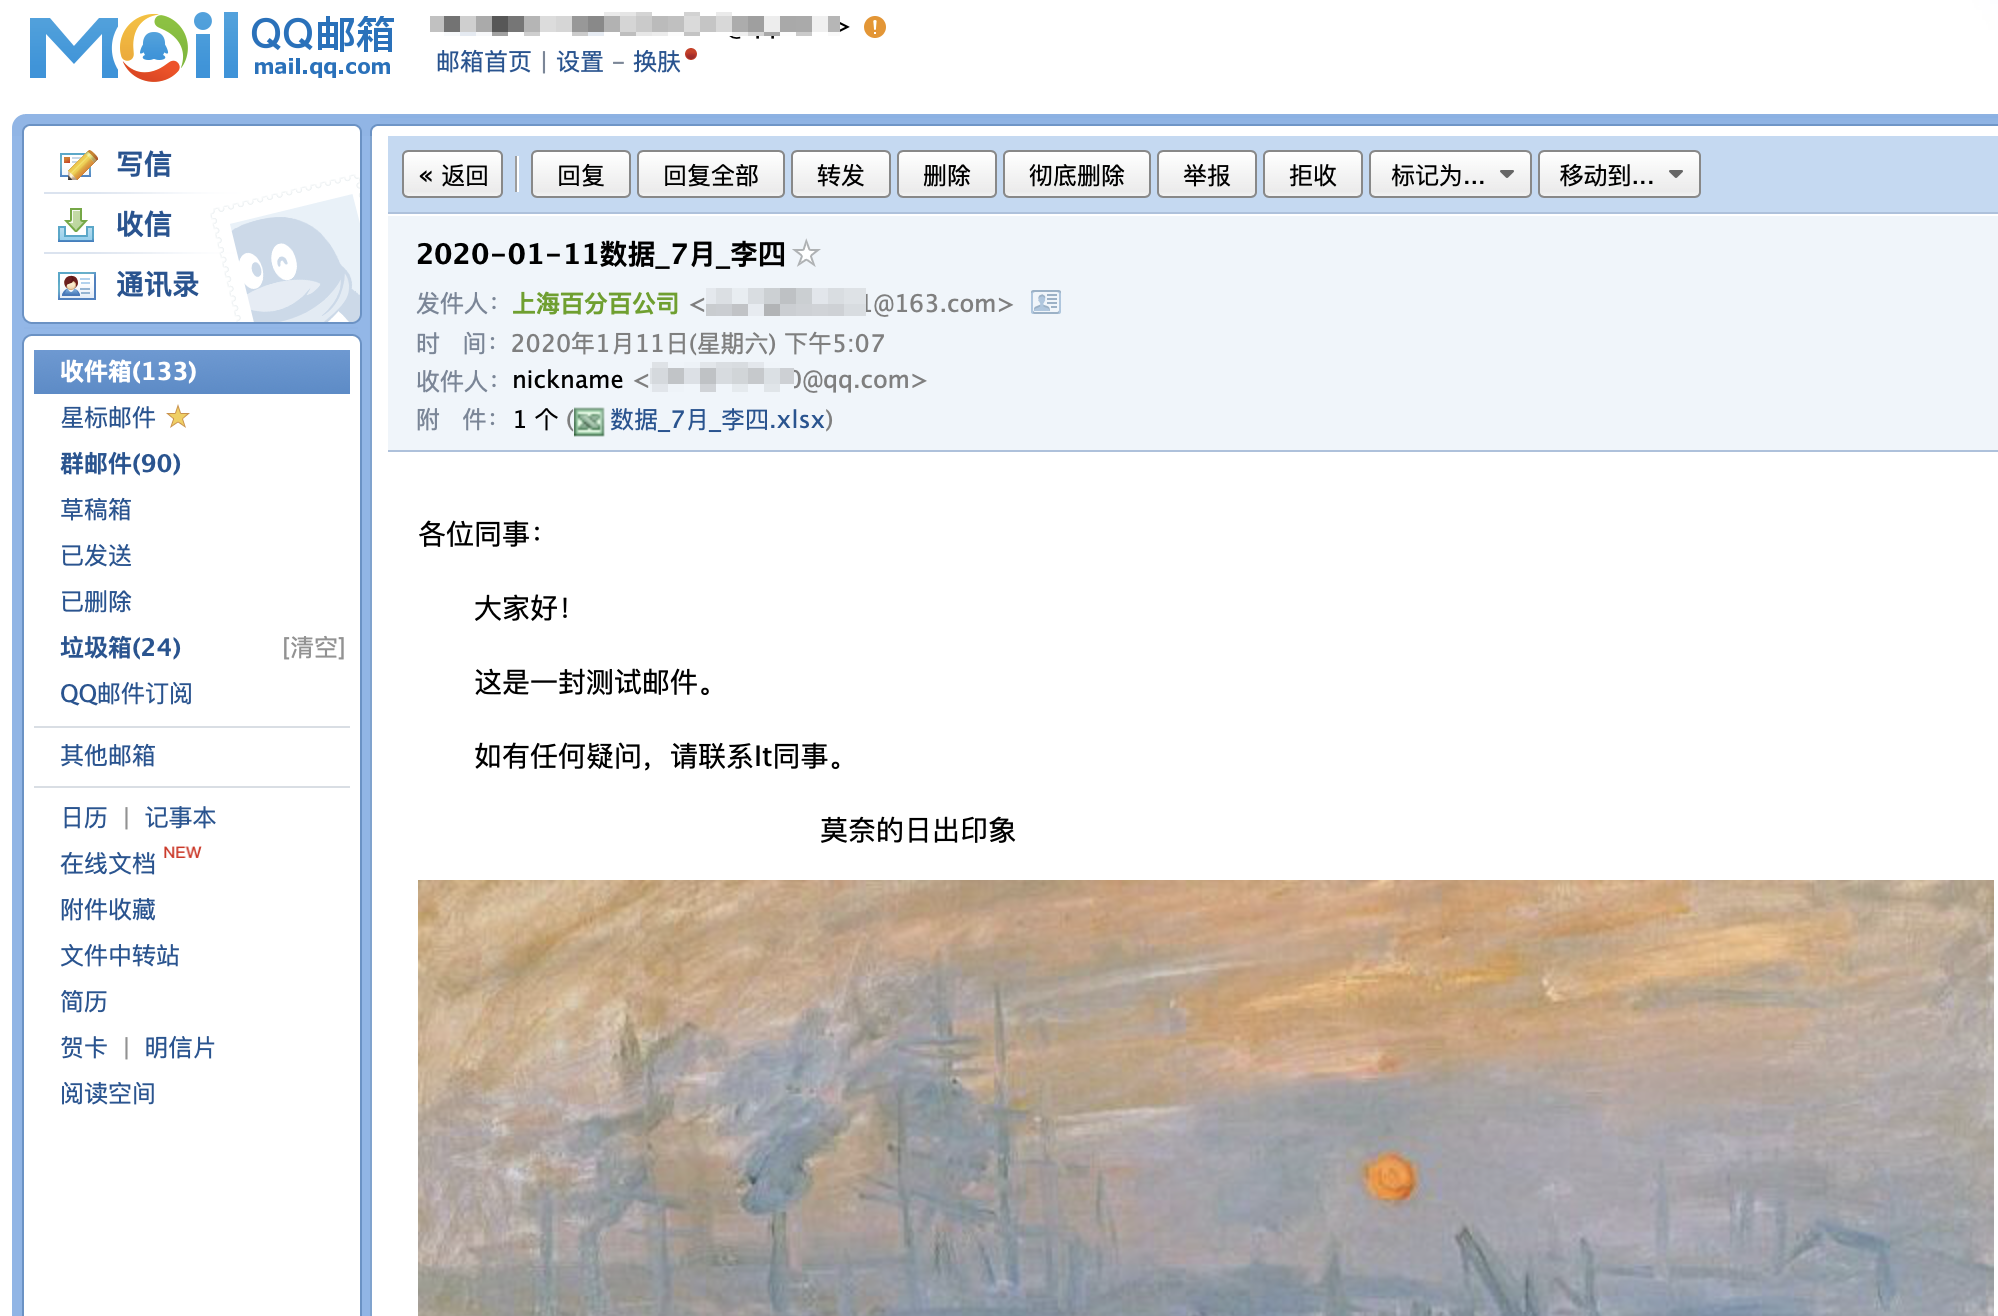 Mail QQ邮箱
mail.qq.com
邮箱首页 | 设置 - 换肤
写信
收信
通讯录
收件箱(133)
星标邮件
群邮件(90)
草稿箱
已发送
已删除
垃圾箱(24) [清空]
QQ邮件订阅
其他邮箱
日历 | 记事本
在线文档 NEW
附件收藏
文件中转站
简历
贺卡 | 明信片
阅读空间
« 返回 回复 回复全部 转发 删除 彻底删除 举报 拒收 标记为... 移动到...
2020-01-11数据_7月_李四
发件人：上海百分百公司 <1@163.com>
时 间：2020年1月11日(星期六) 下午5:07
收件人：nickname <0@qq.com>
附 件：1 个 (数据_7月_李四.xlsx)
各位同事：
大家好！
这是一封测试邮件。
如有任何疑问，请联系It同事。
莫奈的日出印象